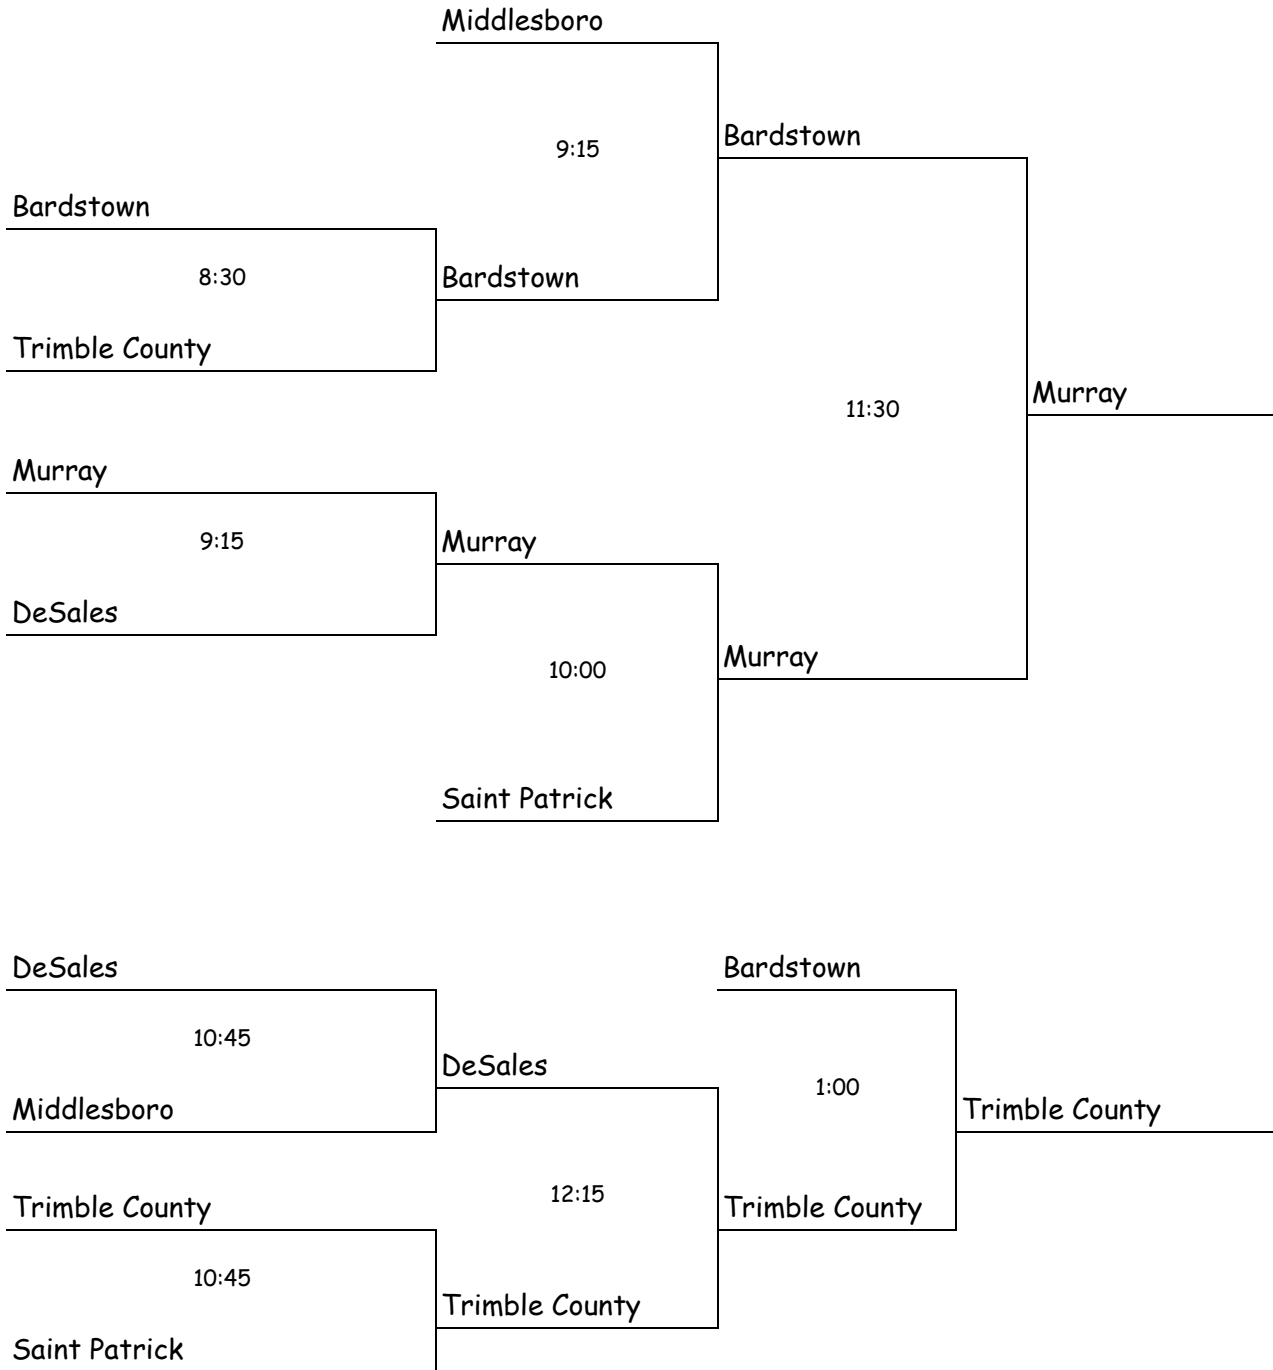 Middlesboro
Bardstown
9:15
Bardstown
8:30
Bardstown
Trimble County
Murray
11:30
Murray
9:15
Murray
DeSales
10:00
Murray
Saint Patrick
DeSales
Bardstown
10:45
DeSales
1:00
Middlesboro
Trimble County
12:15
Trimble County
Trimble County
10:45
Trimble County
Saint Patrick